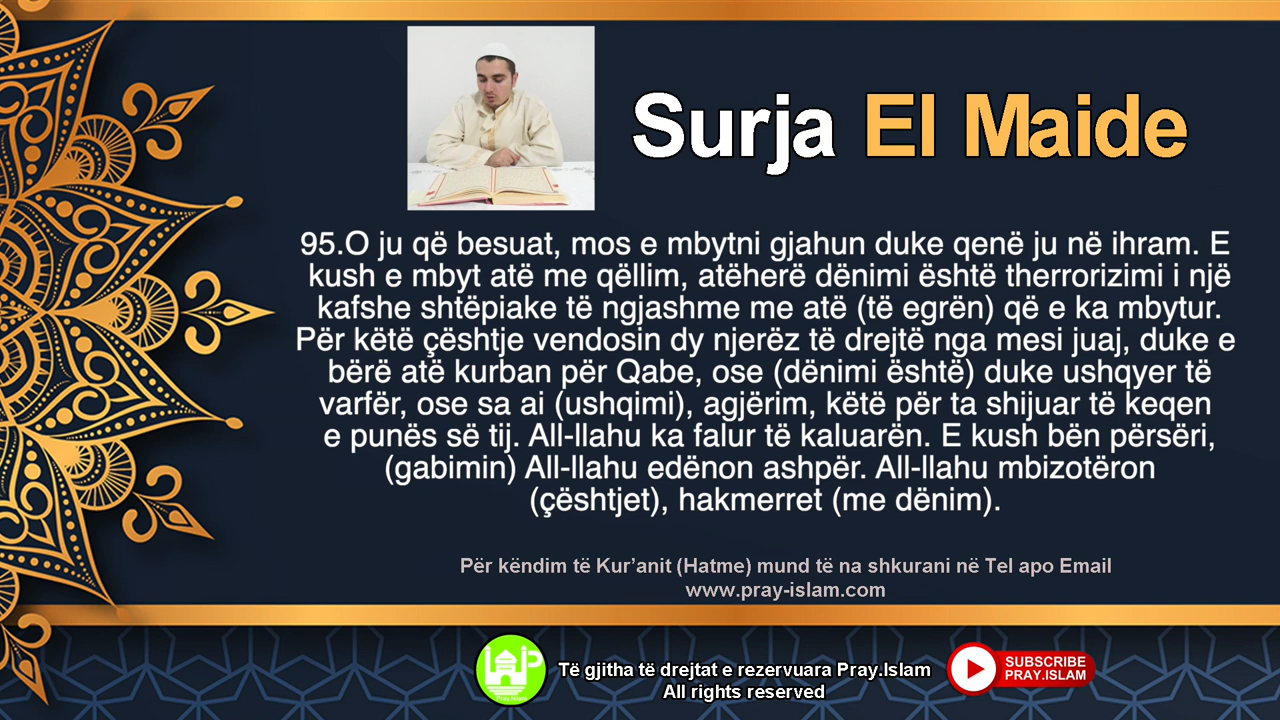 Surja El Maide
95.O ju që besuat, mos e mbytni gjahun duke qenë ju në ihram. E
kush e mbyt atë me qëllim, atëherë dënimi është therrorizimi i një
kafshe shtëpiake të ngjashme me atë (të egrën) që e ka mbytur.
Për këtë çështje vendosin dy njerëz të drejtë nga mesi juaj, duke e
bërë atë kurban për Qabe, ose (dënimi është) duke ushqyer të
varfër, ose sa ai (ushqimi), agjërim, këtë për ta shijuar të keqen
e punës së tij. All-llahu ka falur të kaluarën. E kush bën përsëri,
(gabimin) All-llahu edënon ashpër. All-llahu mbizotëron
(çështjet), hakmerret (me dënim).
Për këndim të Kur’anit (Hatme) mund të na shkurani në Tel apo Email
www.pray-islam.com
Të gjitha të drejtat e rezervuara Pray.Islam
All rights reserved
SUBSCRIBE
PRAY.ISLAM
Pray Islam